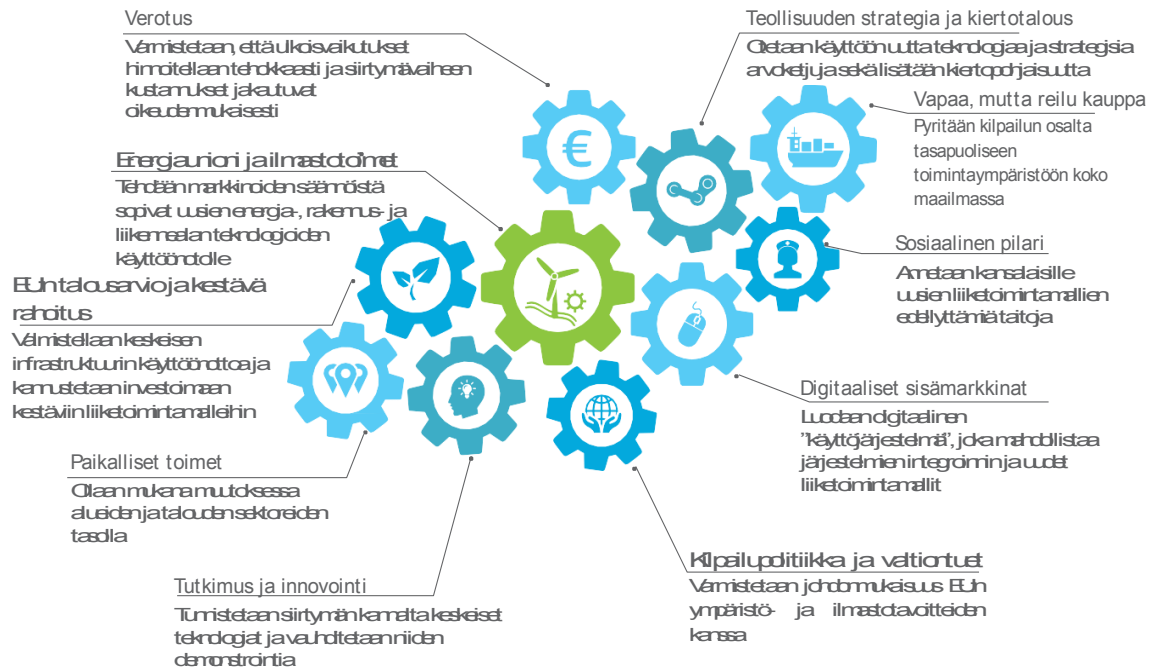 Verotus
Varmistetaan, että ulkoisvaikutukset
hinnoitellaan tehokkaasti ja siirtymävaiheen
kustannukset jakautuvat
oikeudenmukaisesti
Teollisuuden strategia ja kiertotalous
Otetaan käyttöön uutta teknologiaa ja strategisia
arvoketjuja sekä lisätään kiertopohjaisuutta
Vapaa, mutta reilu kauppa
Pyritään kilpailun osalta
tasapuoliseen
toimintaympäristöön koko
maailmassa
Energiaunioni ja ilmastotoimet
Tehdään markkinoiden säännöistä
sopivat uusien energia-, rakennus- ja
liikennealan teknologioiden
käyttöönotolle
Sosiaalinen pilari
Annetaan kansalaisille
uusien liiketoimintamallien
edellyttämiä taitoja
EU:n talousarvio ja kestävä
rahoitus
Valmistellaan keskeisen
infrastruktuurin käyttöönottoa ja
kannustetaan investoimaan
kestäviin liiketoimintamalleihin
Digitaaliset sisämarkkinat
Luodaan digitaalinen
”käyttöjärjestelmä”, joka mahdollistaa
järjestelmien integroinnin ja uudet
liiketoimintamallit
Paikalliset toimet
Ollaan mukana muutoksessa
alueiden ja talouden sektoreiden
tasolla
Kilpailupolitiikka ja valtiontuet
Varmistetaan johdonmukaisuus EU:n
ympäristö- ja ilmastotavoitteiden
kanssa
Tutkimus ja innovointi
Tunnistetaan siirtymän kannalta keskeiset
teknologiat ja vauhditetaan niiden
demonstrointia
€